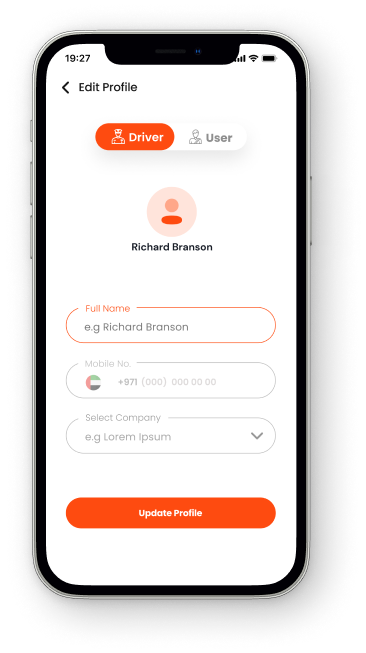 19:27
Edit Profile
Driver User
Richard Branson
Full Name
e.g Richard Branson
Mobile No
+971 (000) 000 00 00
Select Company
e.g Lorem Ipsum
Update Profile